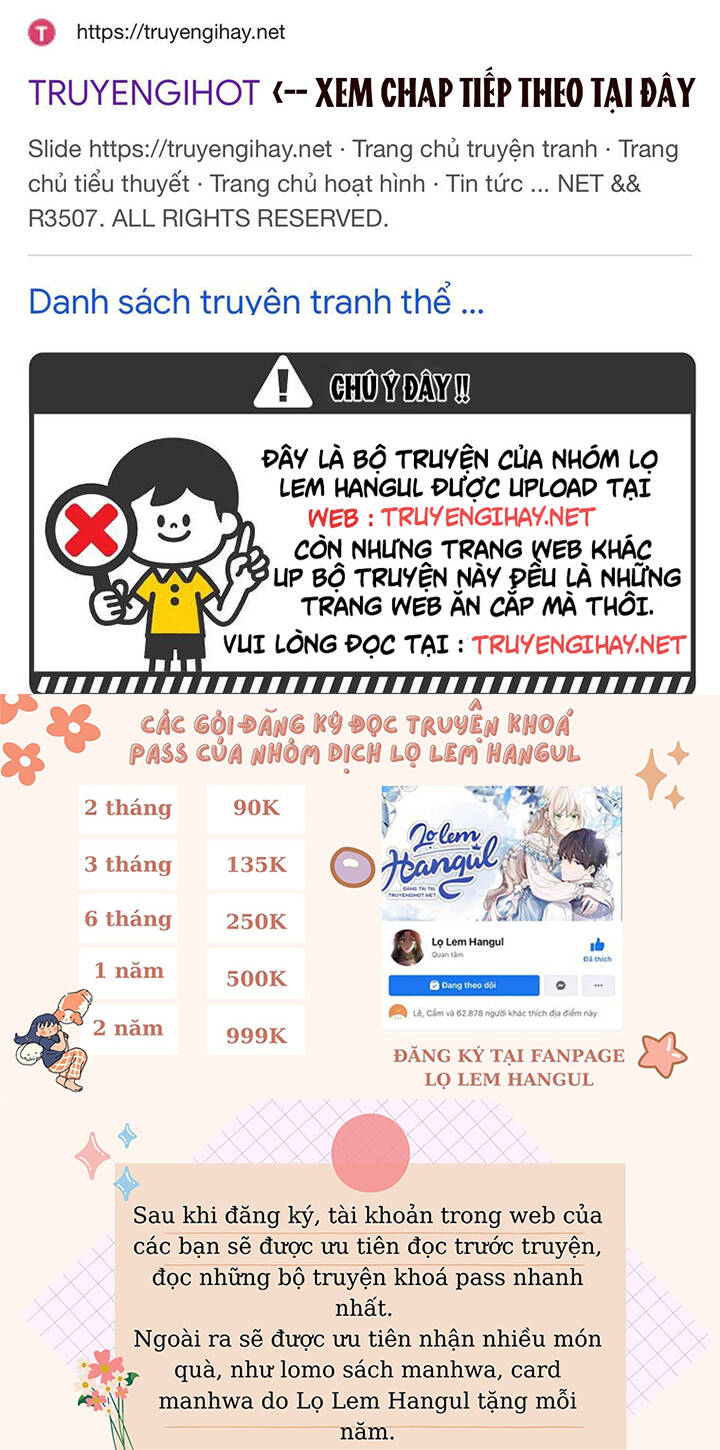 T https://truyengihay.net
TRUYENGIHOT <-- XEM CHAP TIẾP THEO TẠI ĐÂY
Slide https://truyengihay.net · Trang chủ truyện tranh · Trang
chủ tiểu thuyết · Trang chủ hoạt hình · Tin tức ... NET &&
R3507. ALL RIGHTS RESERVED.
Danh sách truyện tranh thể ...
! CHÚ Ý ĐÂY !!
ĐÂY LÀ BỘ TRUYỆN CỦA NHÓM LỌ
LEM HANGUL ĐƯỢC UPLOAD TẠI
WEB : TRUYENGIHAY.NET
CÒN NHƯNG TRANG WEB KHÁC
UP BỘ TRUYỆN NÀY ĐỀU LÀ NHỮNG
TRANG WEB ĂN CẮP MÀ THÔI.
VUI LÒNG ĐỌC TẠI : TRUYENGIHAY.NET
CÁC GÓI ĐĂNG KÝ ĐỌC TRUYỆN KHOÁ
PASS CỦA NHÓM DỊCH LỌ LEM HANGUL
2 tháng 90K
3 tháng 135K
6 tháng 250K
1 năm 500K
2 năm 999K
Lọ lem
Hangul
ĐĂNG TẢI TẠI
TRUYENGIHOT.NET
Lọ Lem Hangul
Quan tâm
Đã thích
Đang theo dõi
Lê, Cẩm và 62.878 người khác thích địa điểm này
ĐĂNG KÝ TẠI FANPAGE
LỌ LEM HANGUL
Sau khi đăng ký, tài khoản trong web của
các bạn sẽ được ưu tiên đọc trước truyện,
đọc những bộ truyện khoá pass nhanh
nhất.
Ngoài ra sẽ được ưu tiên nhận nhiều món
quà, như lomo sách manhwa, card
manhwa do Lọ Lem Hangul tặng mỗi
năm.